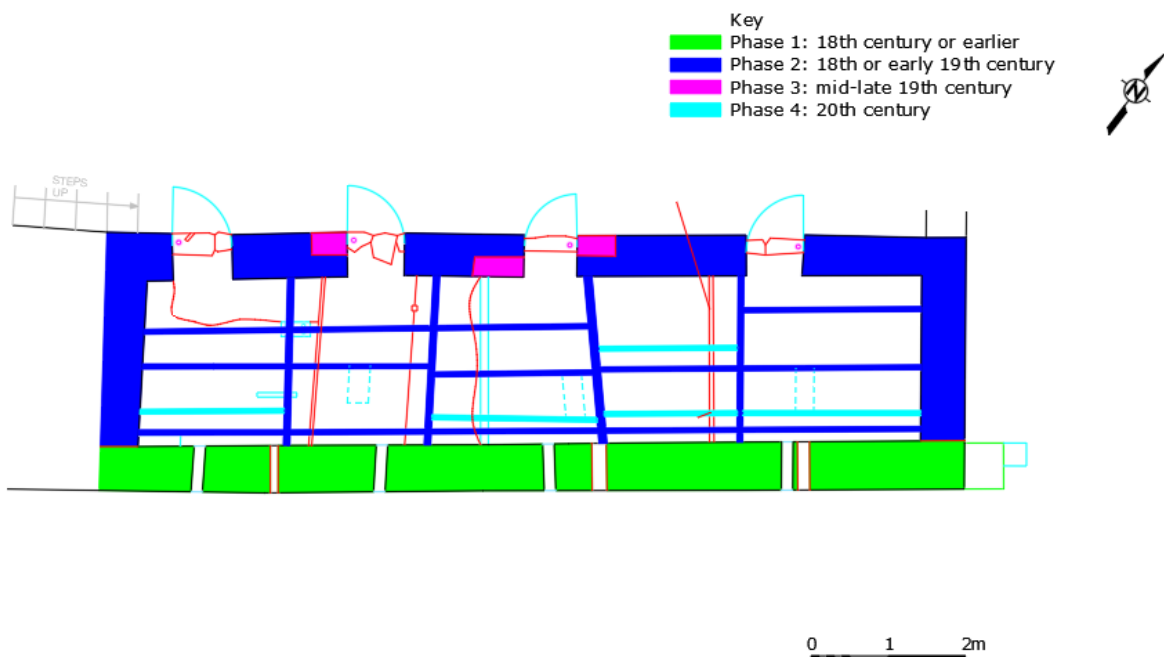 Key
Phase 1: 18th century or earlier
Phase 2: 18th or early 19th century
Phase 3: mid-late 19th century
Phase 4: 20th century
N
STEPS
UP
0 1 2m